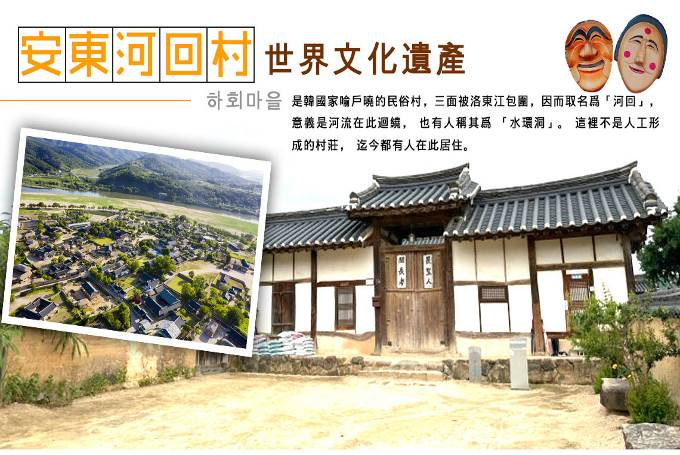 安東河回村 世界文化遺產
하회마을
是韓國家喻戶曉的民俗村，三面被洛東江包圍，因而取名爲「河回」，
意義是河流在此迴繞， 也有人稱其爲 「水環洞」。 這裡不是人工形
成的村莊， 迄今都有人在此居住。